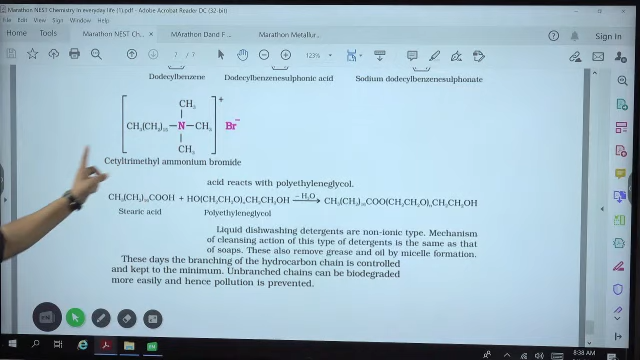 Marathon NEST Chemistry in everyday life (1).pdf - Adobe Acrobat Reader DC (32-bit)
File Edit View Sign Window Help
Home Tools Marathon NEST Chemi... × MArathon Dand F ... Marathon Metallur... Sign In
2 / 7 123%
Dodecylbenzene Dodecylbenzenesulphonic acid Sodium dodecylbenzenesulphonate
CH₃ +
CH₃(CH₂)₁₅—N—CH₃ Br⁻
CH₃
Cetyltrimethyl ammonium bromide
acid reacts with polyethyleneglycol.
CH₃(CH₂)₁₆COOH + HO(CH₂CH₂O)ₙCH₂CH₂OH —H₂O→ CH₃(CH₂)₁₆COO(CH₂CH₂O)ₙCH₂CH₂OH
Stearic acid Polyethyleneglycol
Liquid dishwashing detergents are non-ionic type. Mechanism
of cleansing action of this type of detergents is the same as that
of soaps. These also remove grease and oil by micelle formation.
These days the branching of the hydrocarbon chain is controlled
and kept to the minimum. Unbranched chains can be biodegraded
more easily and hence pollution is prevented.
8:38 AM